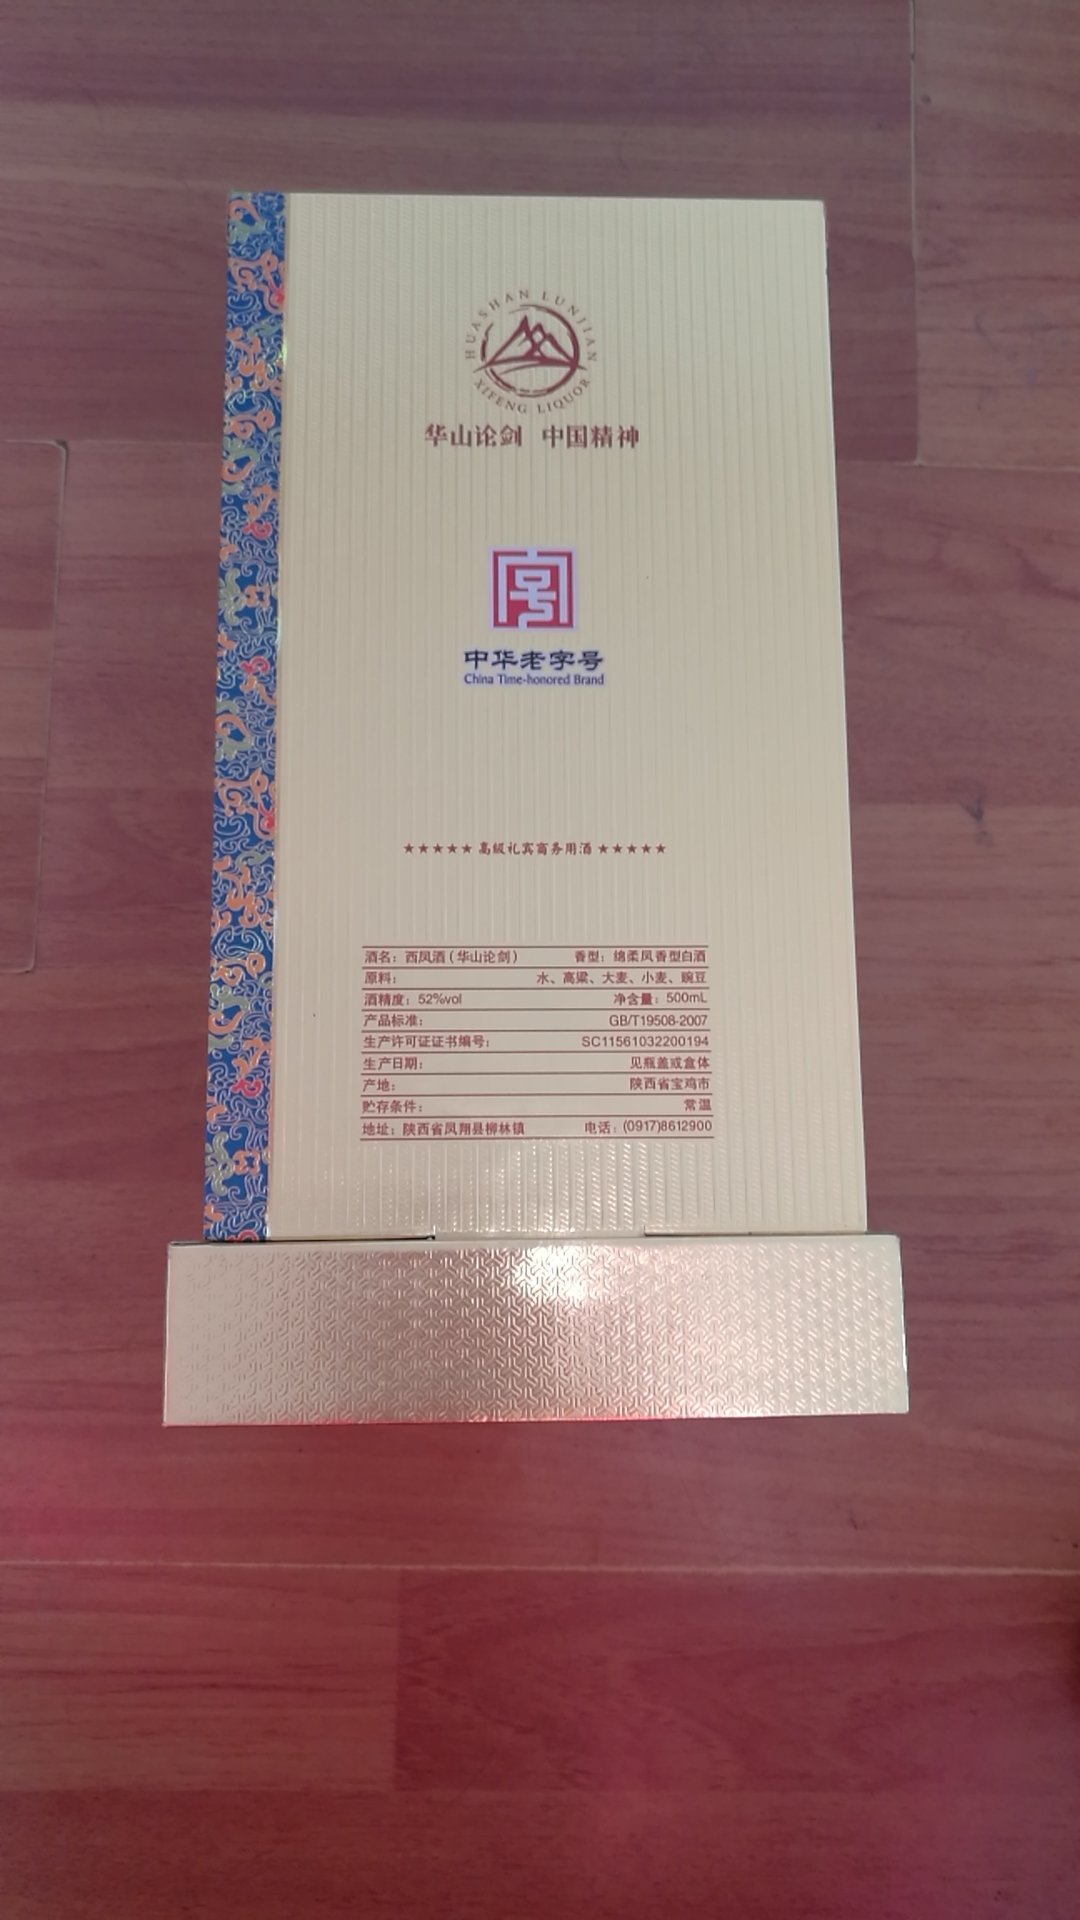 HUASHAN LUNJIAN
XIFENG LIQUOR
华山论剑 中国精神
字号
中华老字号
China Time-honored Brand
★★★★★ 高级礼宾商务用酒 ★★★★★
酒名：西凤酒（华山论剑） 香型：绵柔凤香型白酒
原料： 水、高粱、大麦、小麦、豌豆
酒精度：52%vol 净含量：500mL
产品标准： GB/T19508-2007
生产许可证证书编号： SC11561032200194
生产日期： 见瓶盖或盒体
产地： 陕西省宝鸡市
贮存条件： 常温
地址：陕西省凤翔县柳林镇 电话：(0917)8612900